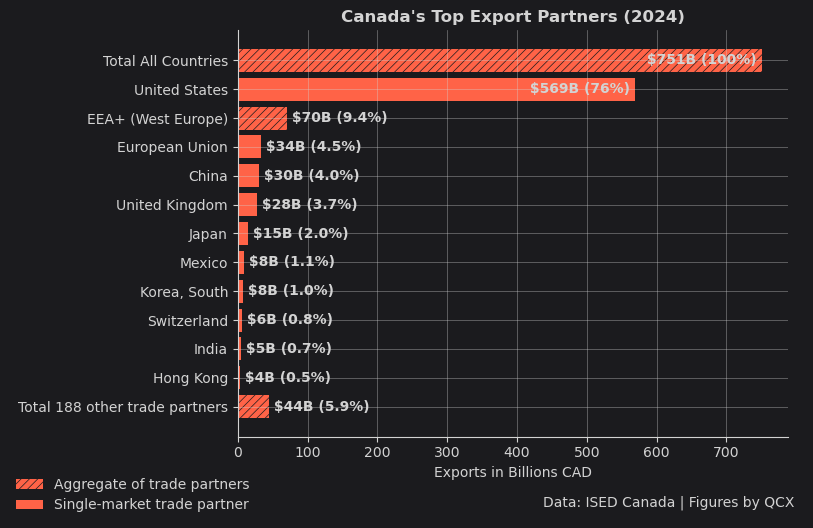 Canada's Top Export Partners (2024)
Total All Countries $751B (100%)
United States $569B (76%)
EEA+ (West Europe) $70B (9.4%)
European Union $34B (4.5%)
China $30B (4.0%)
United Kingdom $28B (3.7%)
Japan $15B (2.0%)
Mexico $8B (1.1%)
Korea, South $8B (1.0%)
Switzerland $6B (0.8%)
India $5B (0.7%)
Hong Kong $4B (0.5%)
Total 188 other trade partners $44B (5.9%)
0 100 200 300 400 500 600 700
Exports in Billions CAD
Aggregate of trade partners
Single-market trade partner
Data: ISED Canada | Figures by QCX